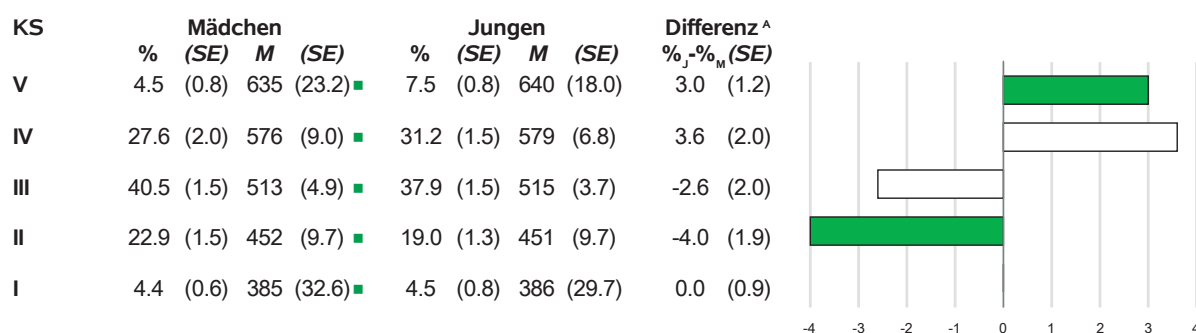 KS Mädchen Jungen Differenz A
% (SE) M (SE) % (SE) M (SE) %J-%M (SE)
V 4.5 (0.8) 635 (23.2) 7.5 (0.8) 640 (18.0) 3.0 (1.2)
IV 27.6 (2.0) 576 (9.0) 31.2 (1.5) 579 (6.8) 3.6 (2.0)
III 40.5 (1.5) 513 (4.9) 37.9 (1.5) 515 (3.7) -2.6 (2.0)
II 22.9 (1.5) 452 (9.7) 19.0 (1.3) 451 (9.7) -4.0 (1.9)
I 4.4 (0.6) 385 (32.6) 4.5 (0.8) 386 (29.7) 0.0 (0.9)
-4 -3 -2 -1 0 1 2 3 4